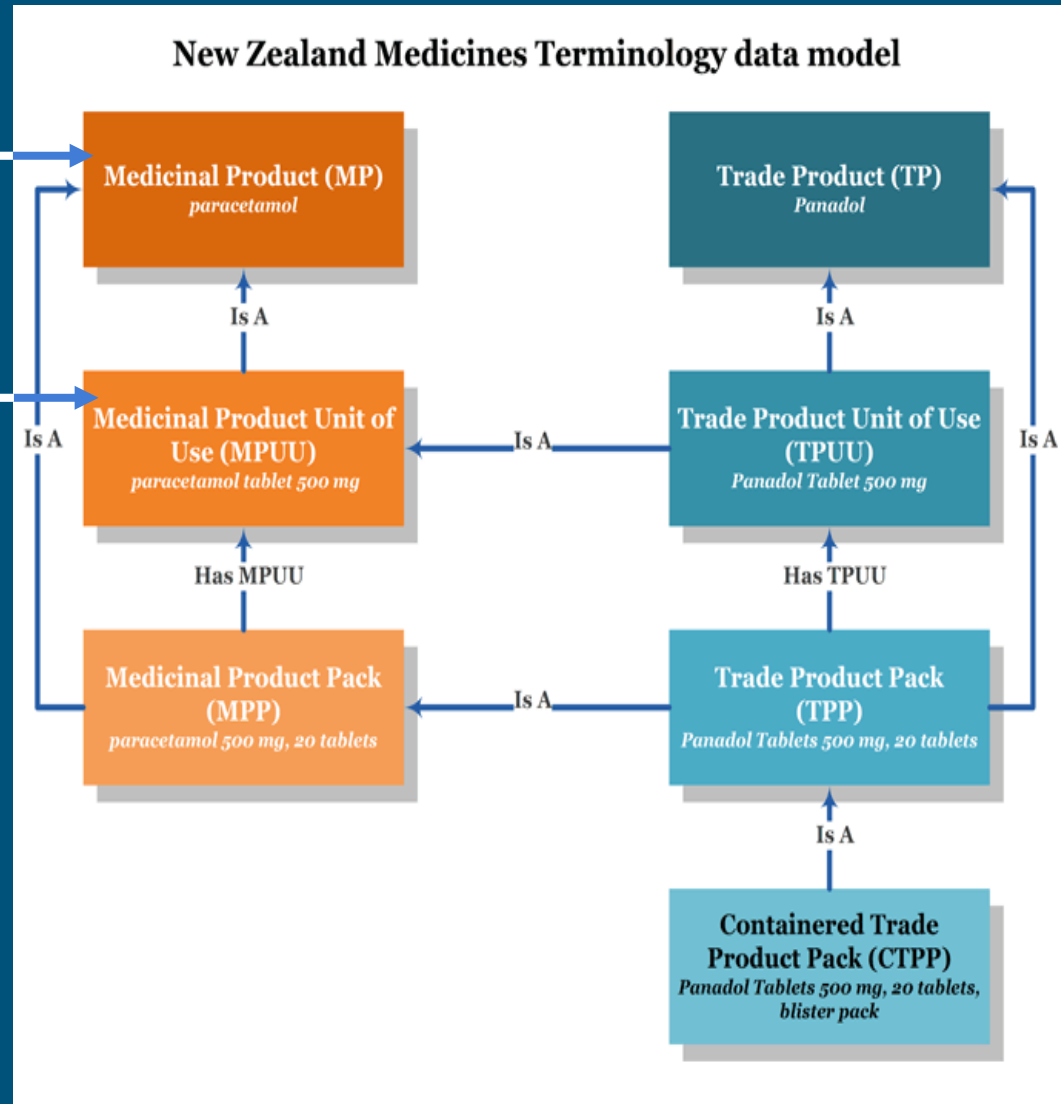 New Zealand Medicines Terminology data model
Medicinal Product (MP)
paracetamol
Trade Product (TP)
Panadol
Is A
Is A
Medicinal Product Unit of
Use (MPUU)
paracetamol tablet 500 mg
Trade Product Unit of Use
(TPUU)
Panadol Tablet 500 mg
Is A
Is A
Is A
Has MPUU
Has TPUU
Medicinal Product Pack
(MPP)
paracetamol 500 mg, 20 tablets
Trade Product Pack
(TPP)
Panadol Tablets 500 mg, 20 tablets
Is A
Is A
Containered Trade
Product Pack (CTPP)
Panadol Tablets 500 mg, 20 tablets,
blister pack